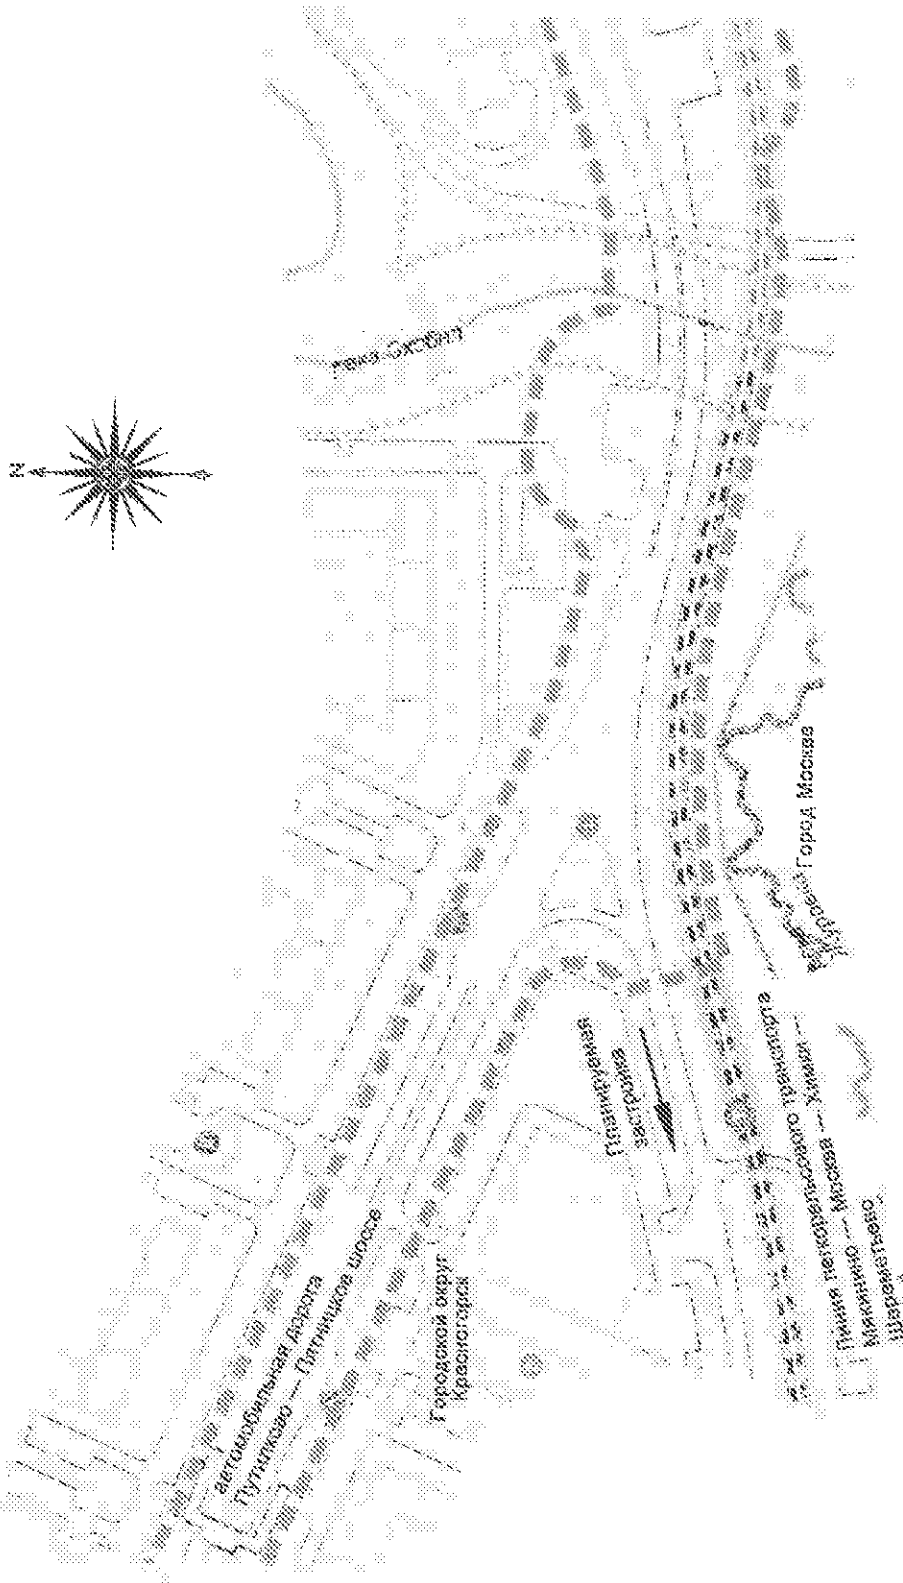 N
река Сходня
автомобильная дорога
Путилково — Пятницкое шоссе
Городской округ
Красногорск
Планируемая
застройка
Город Москва
Линия легкорельсового транспорта
Мякинино — Москва — Химки —
Шереметьево